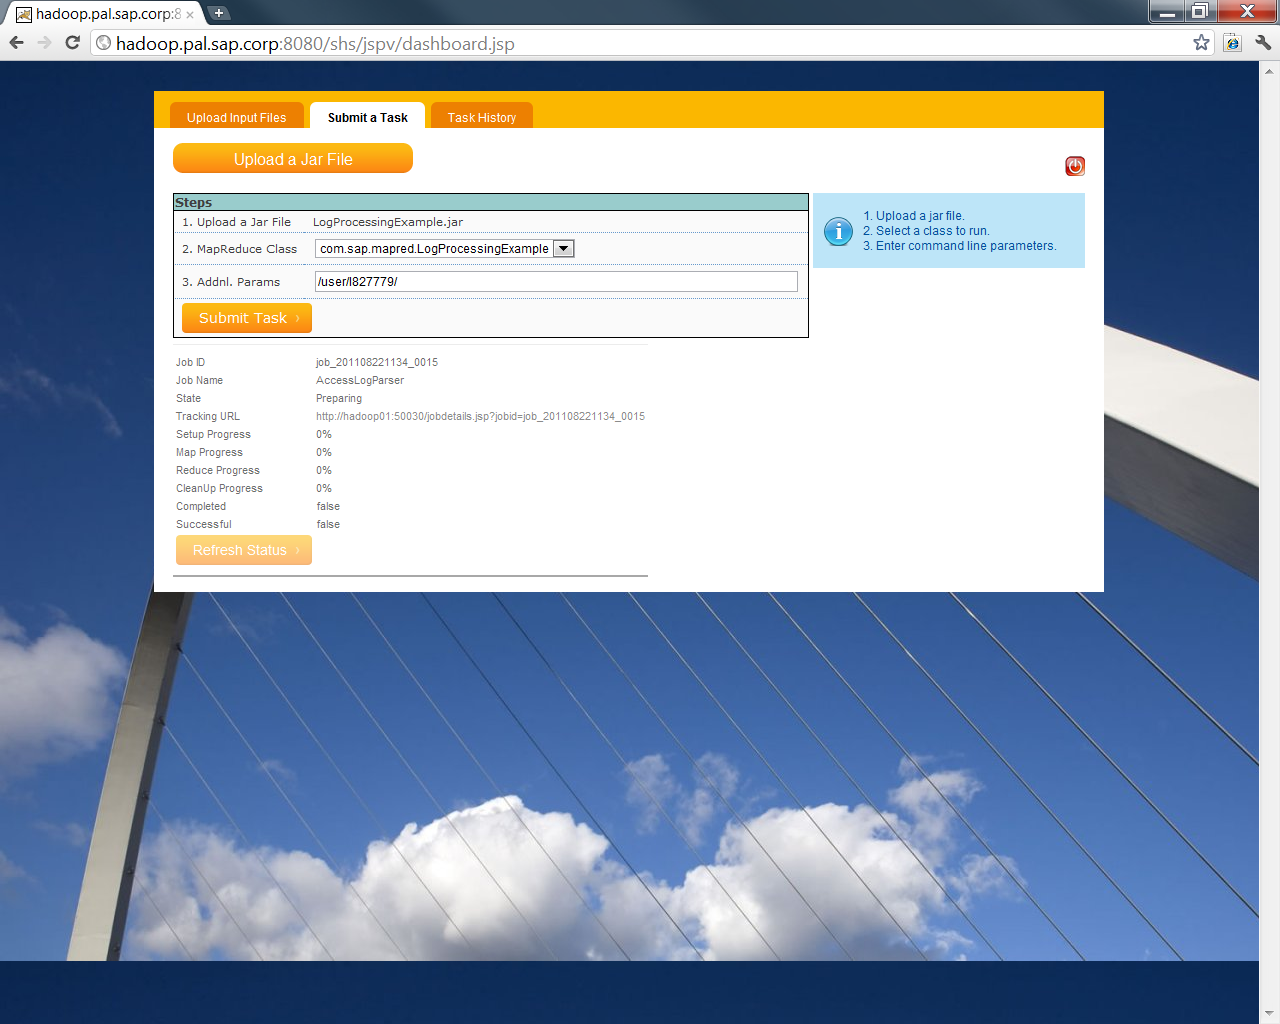 hadoop.pal.sap.corp:8
hadoop.pal.sap.corp:8080/shs/jspv/dashboard.jsp
Upload Input Files
Submit a Task
Task History
Upload a Jar File
Steps
1. Upload a Jar File LogProcessingExample.jar
2. MapReduce Class com.sap.mapred.LogProcessingExample
3. Addnl. Params /user/I827779/
Submit Task ›
1. Upload a jar file.
2. Select a class to run.
3. Enter command line parameters.
Job ID job_201108221134_0015
Job Name AccessLogParser
State Preparing
Tracking URL http://hadoop01:50030/jobdetails.jsp?jobid=job_201108221134_0015
Setup Progress 0%
Map Progress 0%
Reduce Progress 0%
CleanUp Progress 0%
Completed false
Successful false
Refresh Status ›